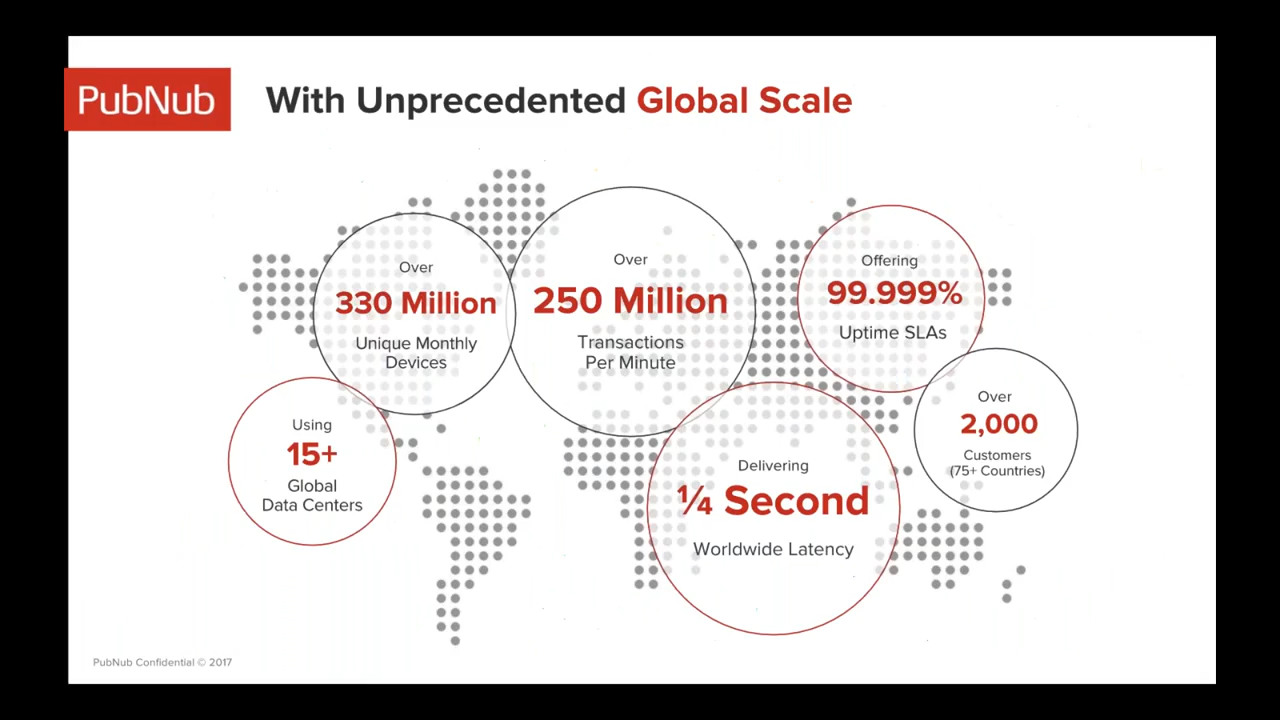 PubNub
With Unprecedented Global Scale
Over
330 Million
Unique Monthly
Devices
Over
250 Million
Transactions
Per Minute
Offering
99.999%
Uptime SLAs
Over
2,000
Customers
(75+ Countries)
Using
15+
Global
Data Centers
Delivering
¼ Second
Worldwide Latency
PubNub Confidential © 2017